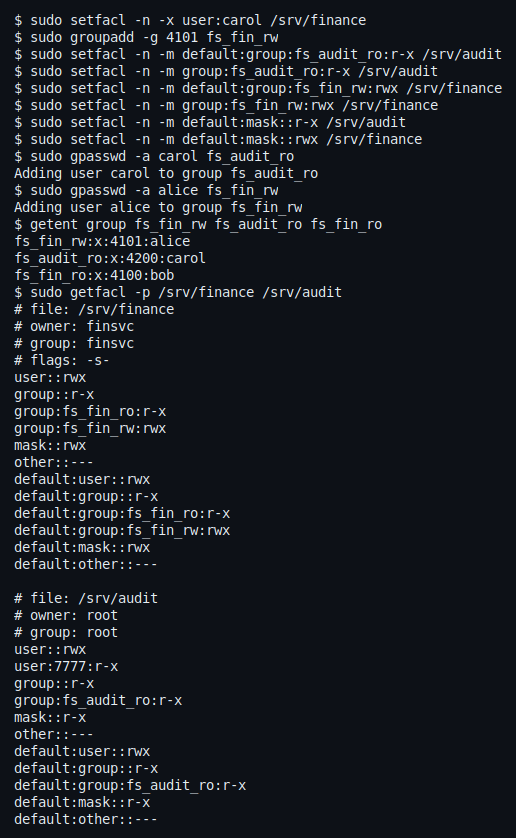 $ sudo setfacl -n -x user:carol /srv/finance
$ sudo groupadd -g 4101 fs_fin_rw
$ sudo setfacl -n -m default:group:fs_audit_ro:r-x /srv/audit
$ sudo setfacl -n -m group:fs_audit_ro:r-x /srv/audit
$ sudo setfacl -n -m default:group:fs_fin_rw:rwx /srv/finance
$ sudo setfacl -n -m group:fs_fin_rw:rwx /srv/finance
$ sudo setfacl -n -m default:mask::r-x /srv/audit
$ sudo setfacl -n -m default:mask::rwx /srv/finance
$ sudo gpasswd -a carol fs_audit_ro
Adding user carol to group fs_audit_ro
$ sudo gpasswd -a alice fs_fin_rw
Adding user alice to group fs_fin_rw
$ getent group fs_fin_rw fs_audit_ro fs_fin_ro
fs_fin_rw:x:4101:alice
fs_audit_ro:x:4200:carol
fs_fin_ro:x:4100:bob
$ sudo getfacl -p /srv/finance /srv/audit
# file: /srv/finance
# owner: finsvc
# group: finsvc
# flags: -s-
user::rwx
group::r-x
group:fs_fin_ro:r-x
group:fs_fin_rw:rwx
mask::rwx
other::---
default:user::rwx
default:group::r-x
default:group:fs_fin_ro:r-x
default:group:fs_fin_rw:rwx
default:mask::rwx
default:other::---

# file: /srv/audit
# owner: root
# group: root
user::rwx
user:7777:r-x
group::r-x
group:fs_audit_ro:r-x
mask::r-x
other::---
default:user::rwx
default:group::r-x
default:group:fs_audit_ro:r-x
default:mask::r-x
default:other::---